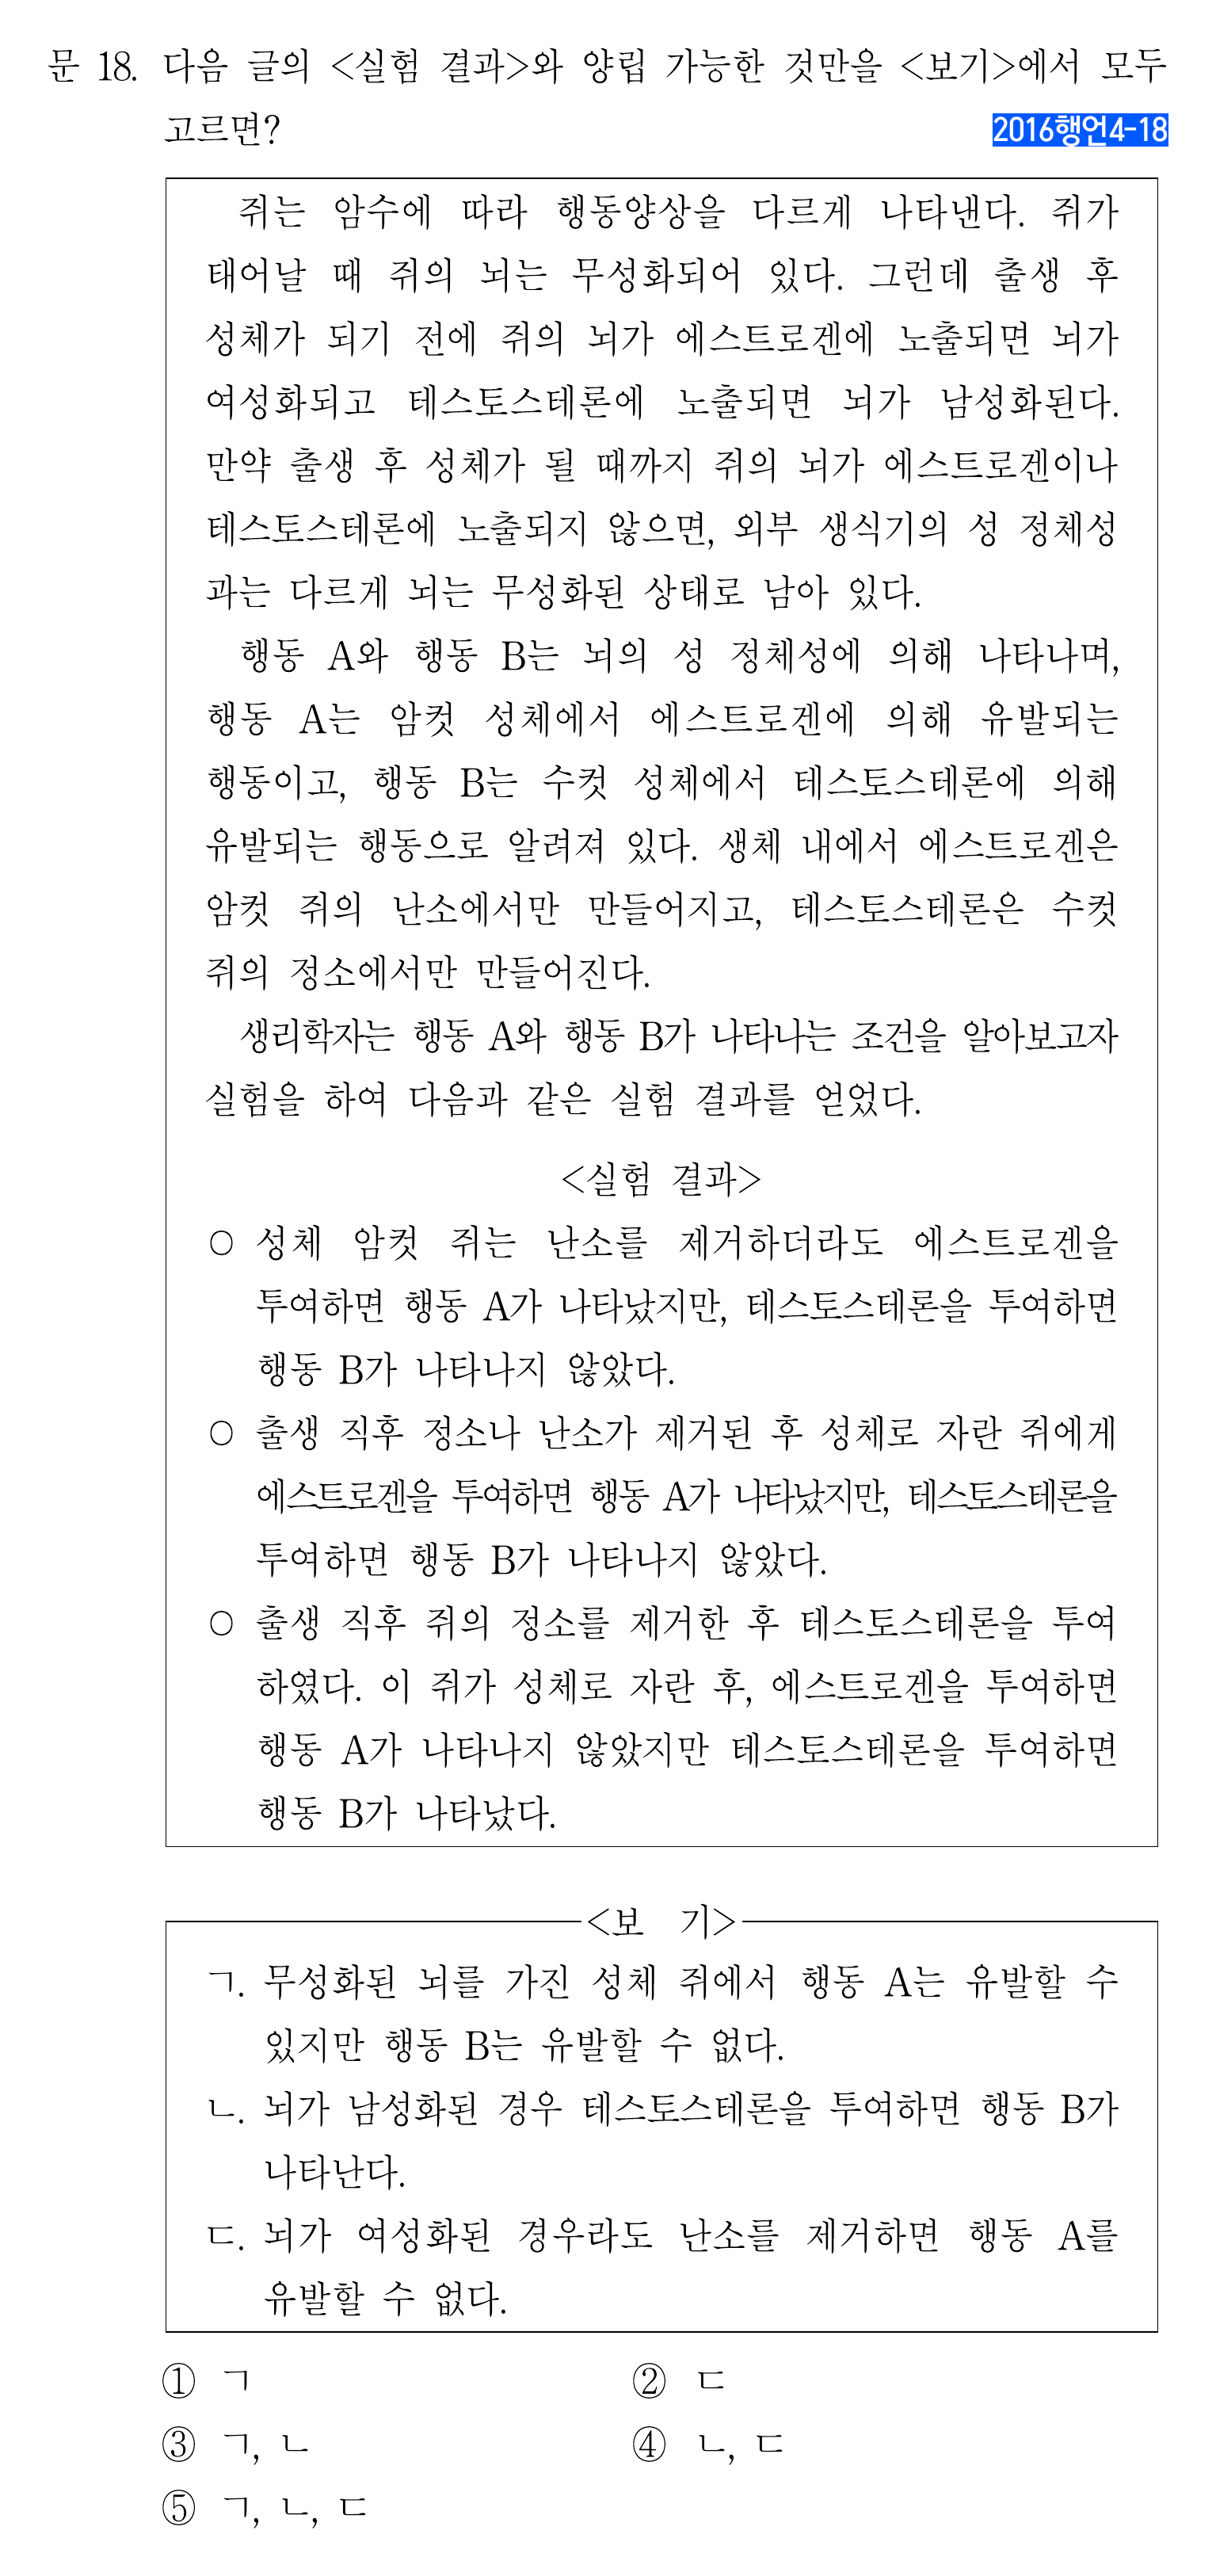 문 18. 다음 글의 <실험 결과>와 양립 가능한 것만을 <보기>에서 모두
고르면?
2016행언4-18
쥐는 암수에 따라 행동양상을 다르게 나타낸다. 쥐가
태어날 때 쥐의 뇌는 무성화되어 있다. 그런데 출생 후
성체가 되기 전에 쥐의 뇌가 에스트로겐에 노출되면 뇌가
여성화되고 테스토스테론에 노출되면 뇌가 남성화된다.
만약 출생 후 성체가 될 때까지 쥐의 뇌가 에스트로겐이나
테스토스테론에 노출되지 않으면, 외부 생식기의 성 정체성
과는 다르게 뇌는 무성화된 상태로 남아 있다.
행동 A와 행동 B는 뇌의 성 정체성에 의해 나타나며,
행동 A는 암컷 성체에서 에스트로겐에 의해 유발되는
행동이고, 행동 B는 수컷 성체에서 테스토스테론에 의해
유발되는 행동으로 알려져 있다. 생체 내에서 에스트로겐은
암컷 쥐의 난소에서만 만들어지고, 테스토스테론은 수컷
쥐의 정소에서만 만들어진다.
생리학자는 행동 A와 행동 B가 나타나는 조건을 알아보고자
실험을 하여 다음과 같은 실험 결과를 얻었다.
<실험 결과>
○ 성체 암컷 쥐는 난소를 제거하더라도 에스트로겐을
투여하면 행동 A가 나타났지만, 테스토스테론을 투여하면
행동 B가 나타나지 않았다.
○ 출생 직후 정소나 난소가 제거된 후 성체로 자란 쥐에게
에스트로겐을 투여하면 행동 A가 나타났지만, 테스토스테론을
투여하면 행동 B가 나타나지 않았다.
○ 출생 직후 쥐의 정소를 제거한 후 테스토스테론을 투여
하였다. 이 쥐가 성체로 자란 후, 에스트로겐을 투여하면
행동 A가 나타나지 않았지만 테스토스테론을 투여하면
행동 B가 나타났다.
<보 기>
ㄱ. 무성화된 뇌를 가진 성체 쥐에서 행동 A는 유발할 수
있지만 행동 B는 유발할 수 없다.
ㄴ. 뇌가 남성화된 경우 테스토스테론을 투여하면 행동 B가
나타난다.
ㄷ. 뇌가 여성화된 경우라도 난소를 제거하면 행동 A를
유발할 수 없다.
① ㄱ ② ㄷ
③ ㄱ, ㄴ ④ ㄴ, ㄷ
⑤ ㄱ, ㄴ, ㄷ